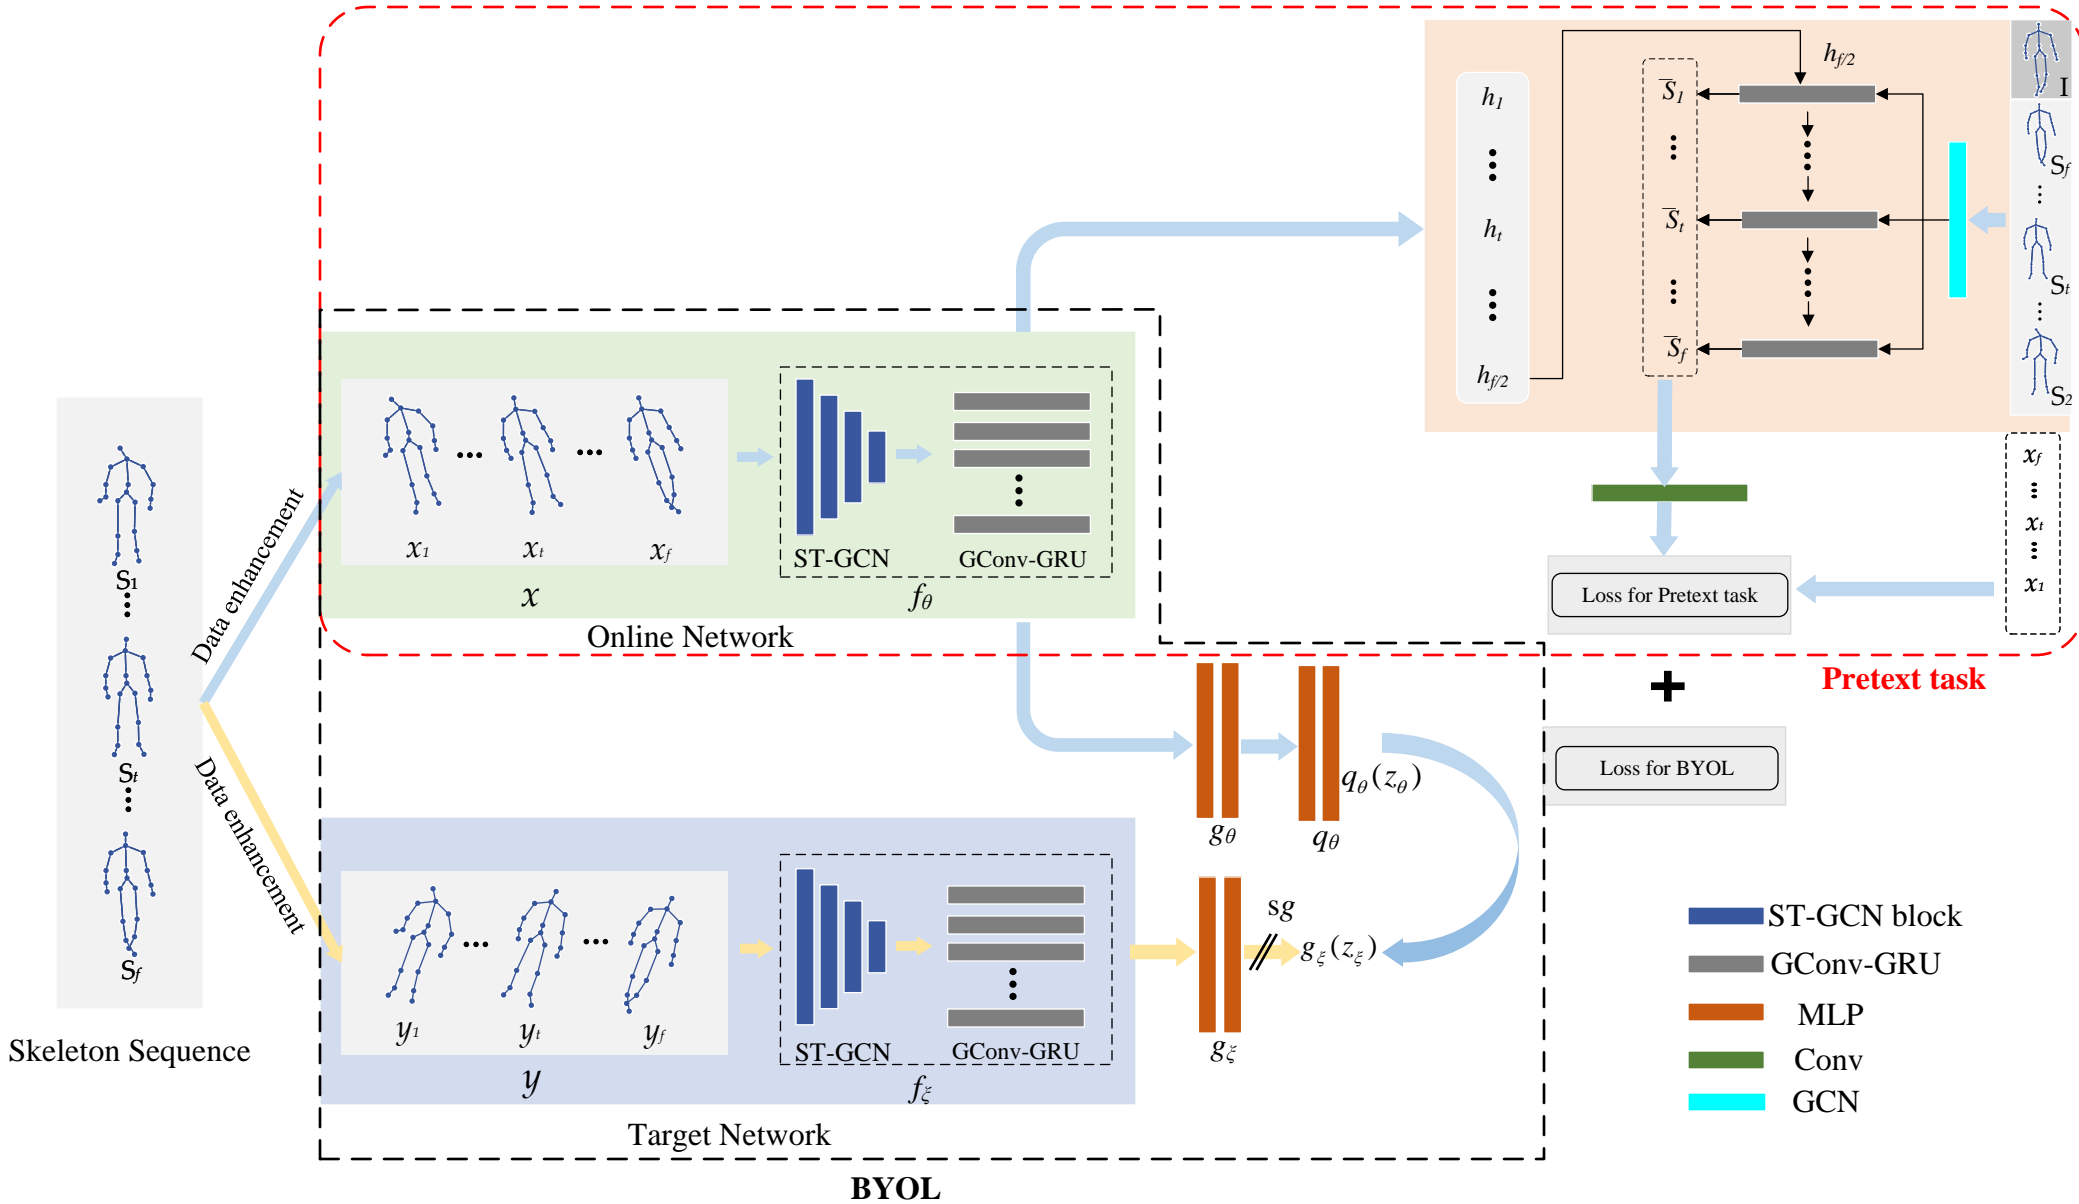 S1
St
Sf
Skeleton Sequence
Data enhancement
Data enhancement
x1
xt
xf
x
ST-GCN
GConv-GRU
fθ
Online Network
y1
yt
yf
y
ST-GCN
GConv-GRU
fξ
Target Network
BYOL
h1
ht
hf/2
hf/2
S̅1
S̅t
S̅f
I
Sf
St
S2
xf
xt
x1
Loss for Pretext task
Pretext task
+
Loss for BYOL
gθ
qθ
qθ(zθ)
gξ
sg
gξ(zξ)
ST-GCN block
GConv-GRU
MLP
Conv
GCN